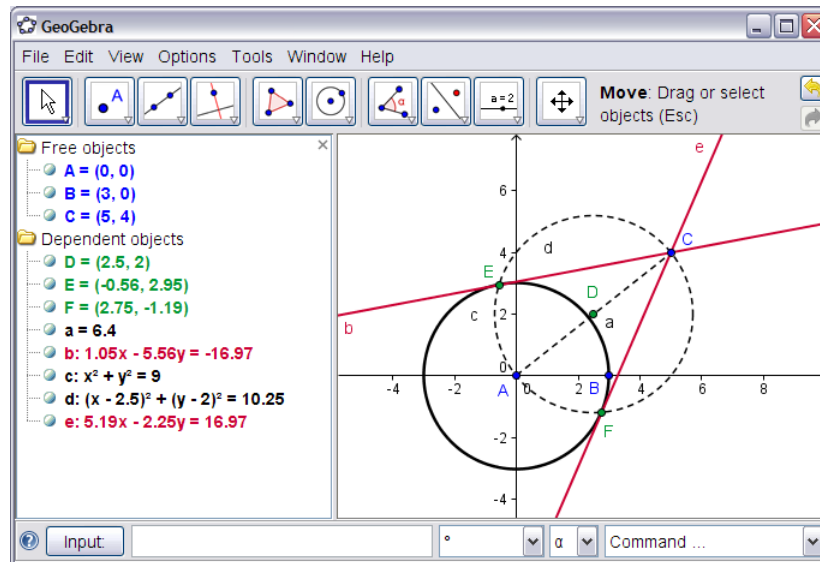 GeoGebra
File Edit View Options Tools Window Help
A
α
a=2
Move: Drag or select
objects (Esc)
Free objects
A = (0, 0)
B = (3, 0)
C = (5, 4)
Dependent objects
D = (2.5, 2)
E = (-0.56, 2.95)
F = (2.75, -1.19)
a = 6.4
b: 1.05x - 5.56y = -16.97
c: x² + y² = 9
d: (x - 2.5)² + (y - 2)² = 10.25
e: 5.19x - 2.25y = 16.97
e
6
d
C
4
E
D
c
2
a
b
0
A
B
-4
-2
0
2
4
6
8
F
-2
-4
Input:
°
α
Command ...